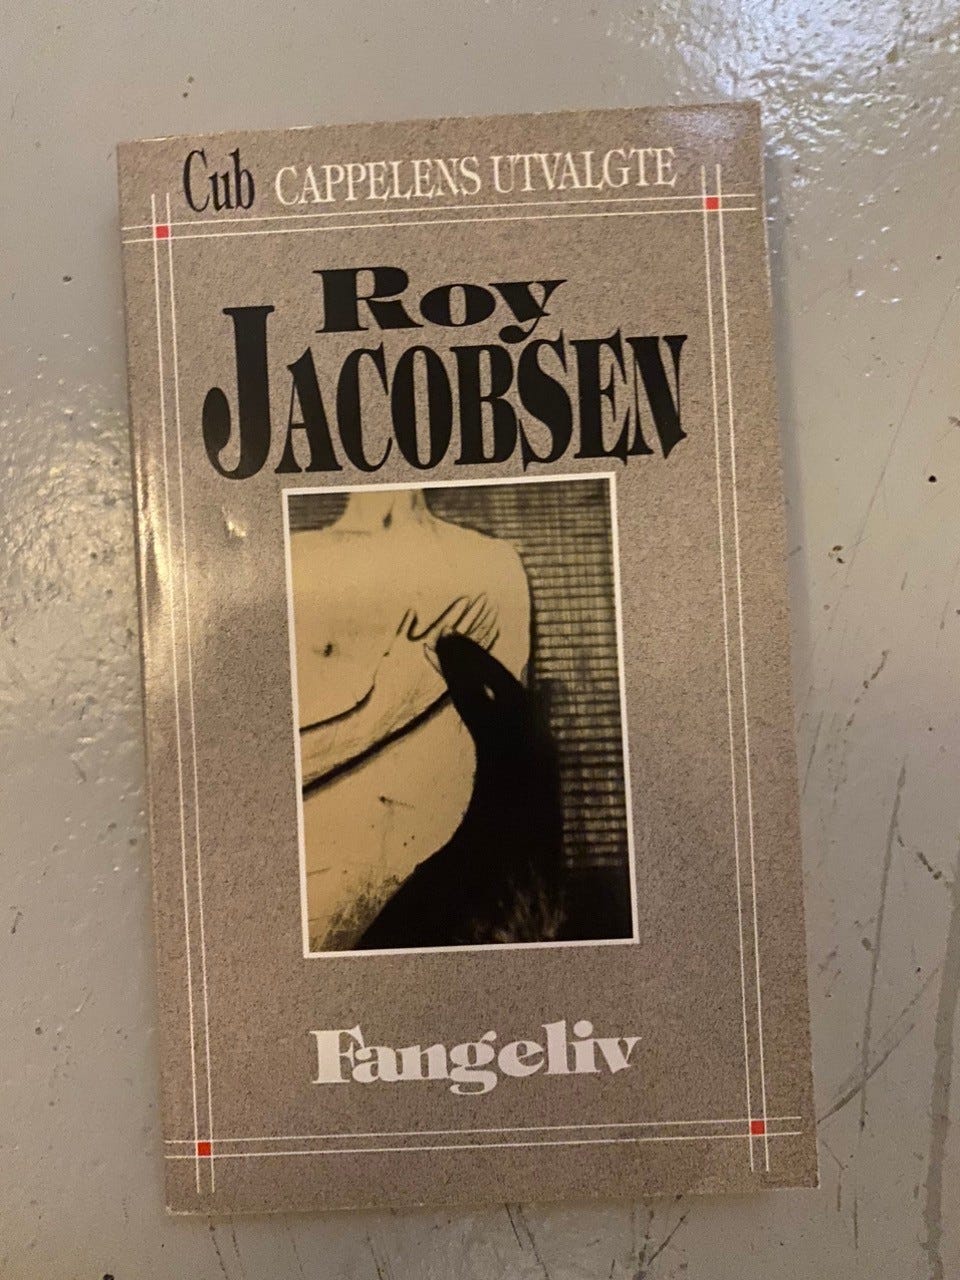 Cub CAPPELENS UTVALGTE
Roy
JACOBSEN
Fangeliv